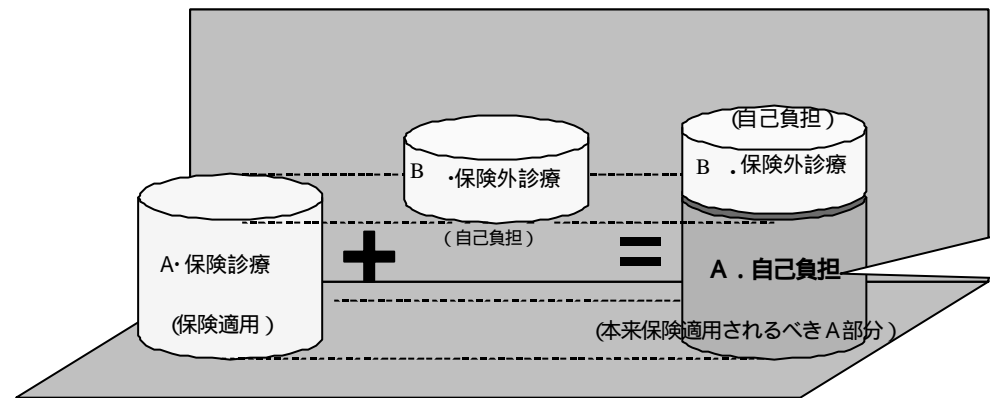 A・保険診療
(保険適用)
B ・保険外診療
(自己負担)
(自己負担)
B .保険外診療
A．自己負担
(本来保険適用されるべきA部分)